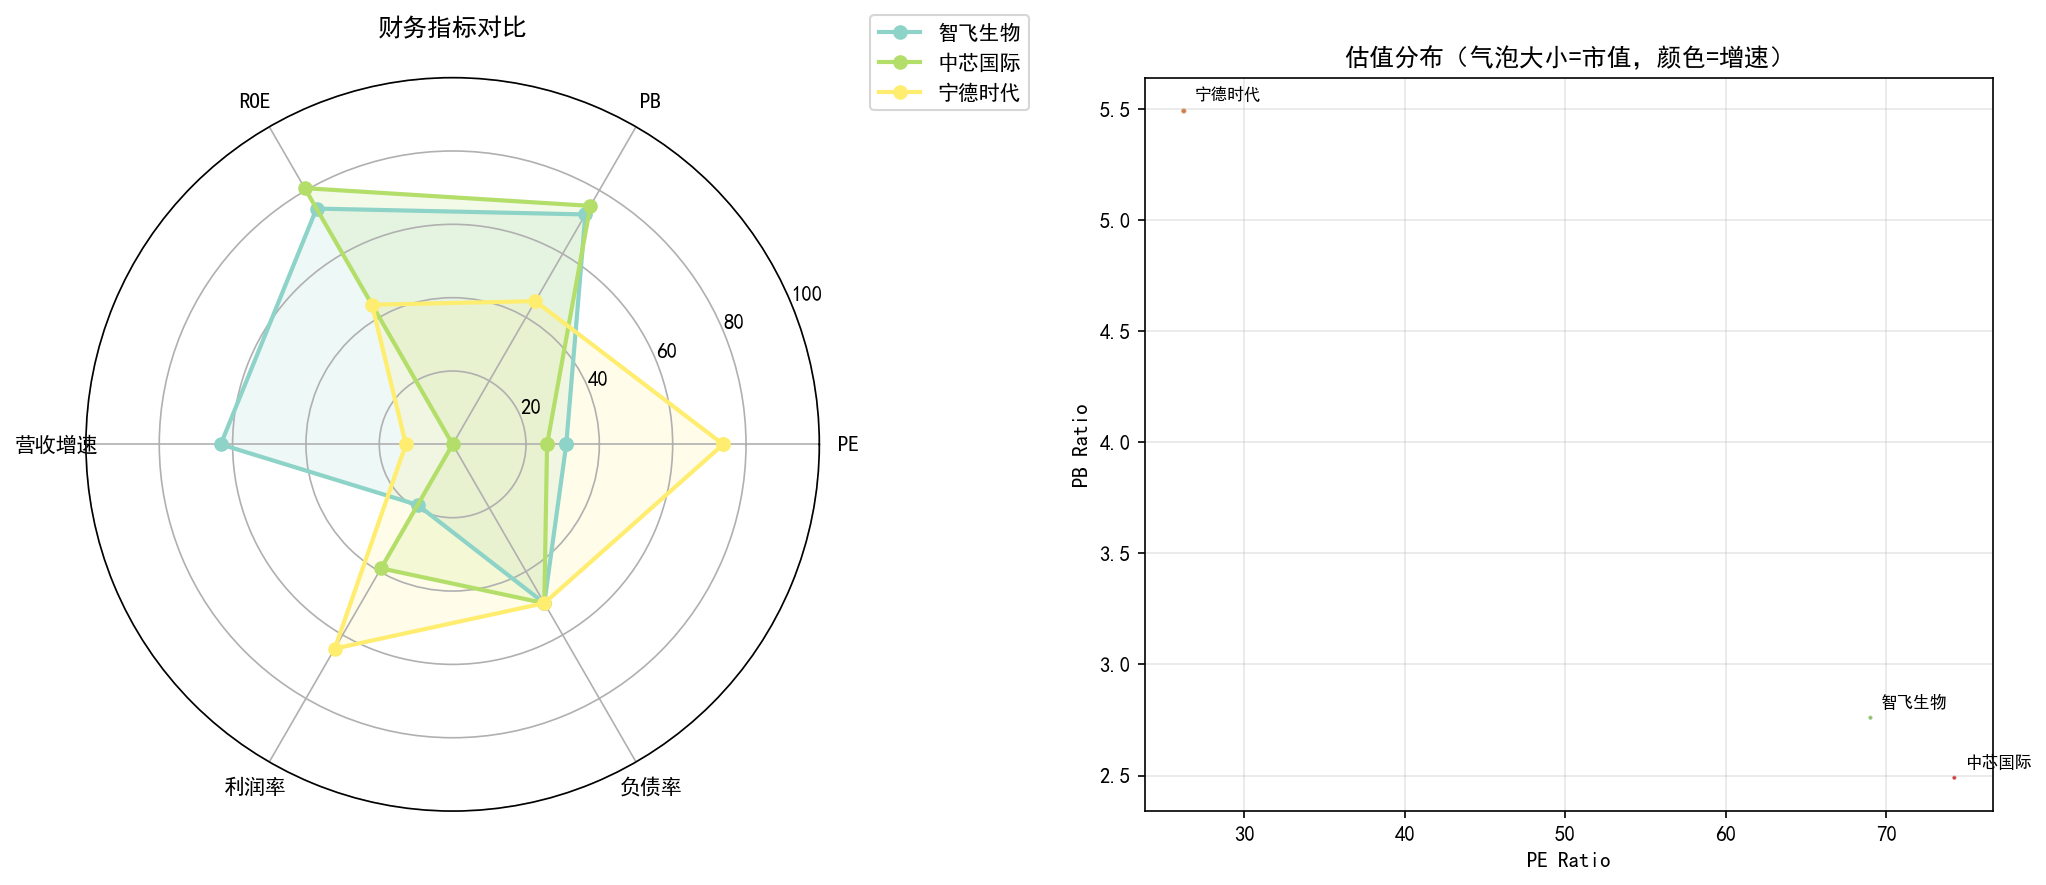 财务指标对比
智飞生物
中芯国际
宁德时代
ROE
PB
100
80
60
40
20
营收增速
PE
利润率
负债率
估值分布（气泡大小=市值，颜色=增速）
宁德时代
智飞生物
中芯国际
5.5
5.0
4.5
4.0
3.5
3.0
2.5
PB Ratio
30
40
50
60
70
PE Ratio